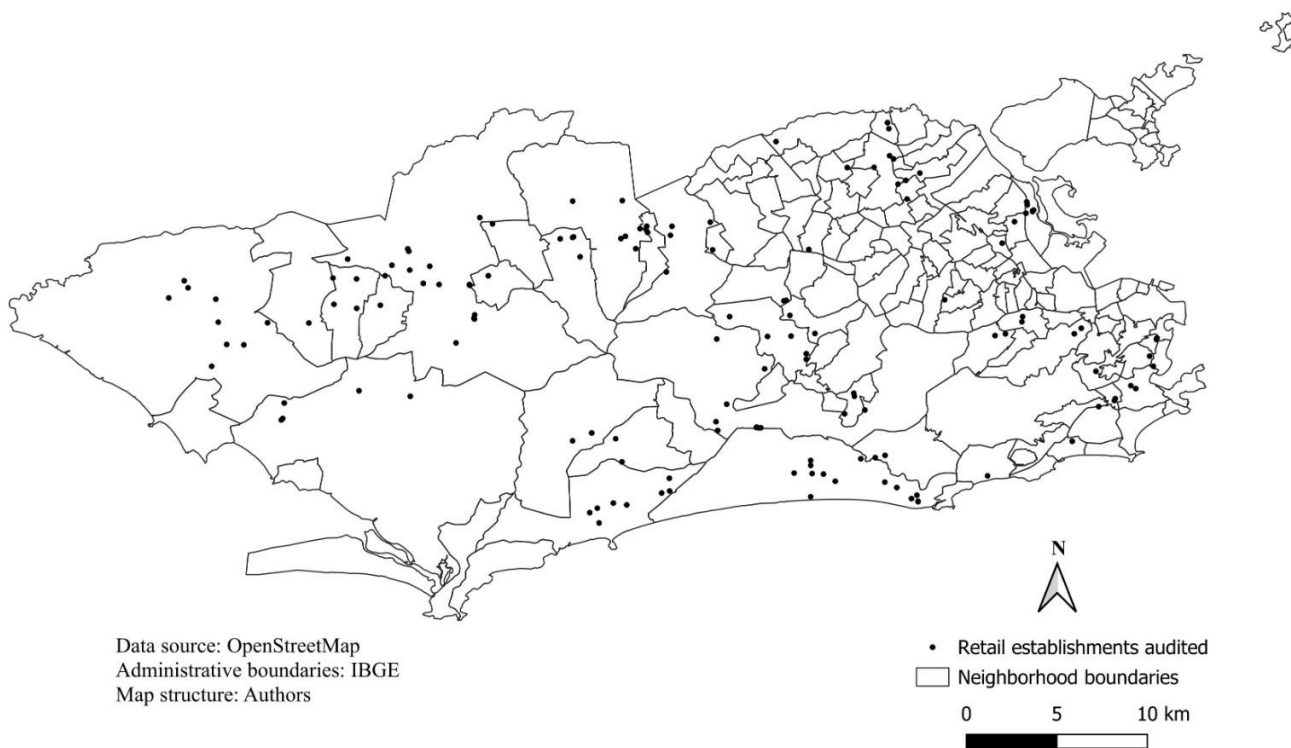 Data source: OpenStreetMap
Administrative boundaries: IBGE
Map structure: Authors
N
Retail establishments audited
Neighborhood boundaries
0 5 10 km